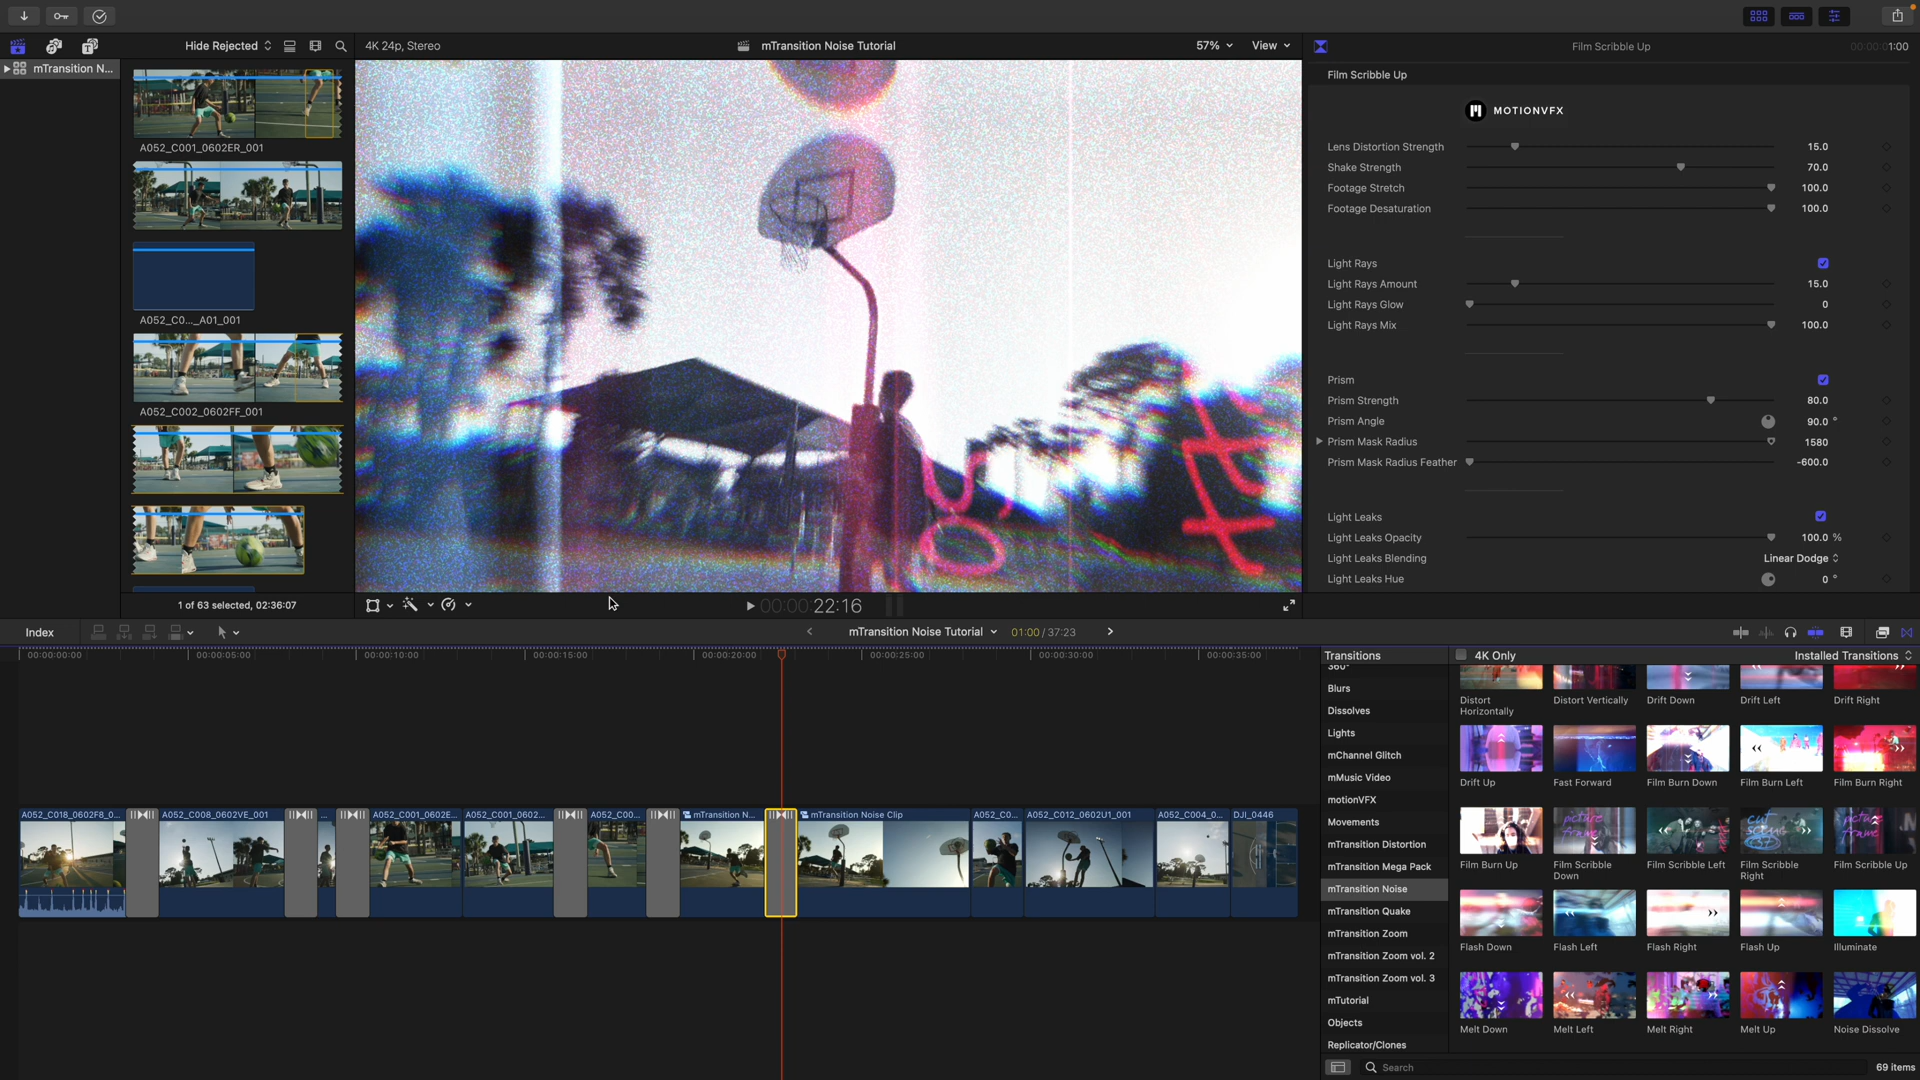 Hide Rejected
4K 24p, Stereo
mTransition Noise Tutorial
57%
View
Film Scribble Up
1:00
mTransition N...
A052_C001_0602ER_001
A052_C0..._A01_001
A052_C002_0602FF_001
1 of 63 selected, 02:36:07
00:00:00:22:16
Film Scribble Up
MOTIONVFX
Lens Distortion Strength 15.0
Shake Strength 70.0
Footage Stretch 100.0
Footage Desaturation 100.0
Light Rays
Light Rays Amount 15.0
Light Rays Glow 0
Light Rays Mix 100.0
Prism
Prism Strength 80.0
Prism Angle 90.0 °
Prism Mask Radius 1580
Prism Mask Radius Feather -600.0
Light Leaks
Light Leaks Opacity 100.0 %
Light Leaks Blending Linear Dodge
Light Leaks Hue 0 °
Index
mTransition Noise Tutorial
01:00 / 37:23
00:00:00:00
00:00:05:00
00:00:10:00
00:00:15:00
00:00:20:00
00:00:25:00
00:00:30:00
00:00:35:00
A052_C018_0602F8_0...
A052_C008_0602VE_001
...
A052_C001_0602E...
A052_C001_0602...
A052_C00...
mTransition N...
mTransition Noise Clip
A052_C0...
A052_C012_0602U1_001
A052_C004_0...
DJI_0446
Transitions
4K Only
Installed Transitions
360°
Blurs
Dissolves
Lights
mChannel Glitch
mMusic Video
motionVFX
Movements
mTransition Distortion
mTransition Mega Pack
mTransition Noise
mTransition Quake
mTransition Zoom
mTransition Zoom vol. 2
mTransition Zoom vol. 3
mTutorial
Objects
Replicator/Clones
Distort Horizontally
Distort Vertically
Drift Down
Drift Left
Drift Right
Drift Up
Fast Forward
Film Burn Down
Film Burn Left
Film Burn Right
Film Burn Up
Film Scribble Down
Film Scribble Left
Film Scribble Right
Film Scribble Up
Flash Down
Flash Left
Flash Right
Flash Up
Illuminate
Melt Down
Melt Left
Melt Right
Melt Up
Noise Dissolve
Search
69 items